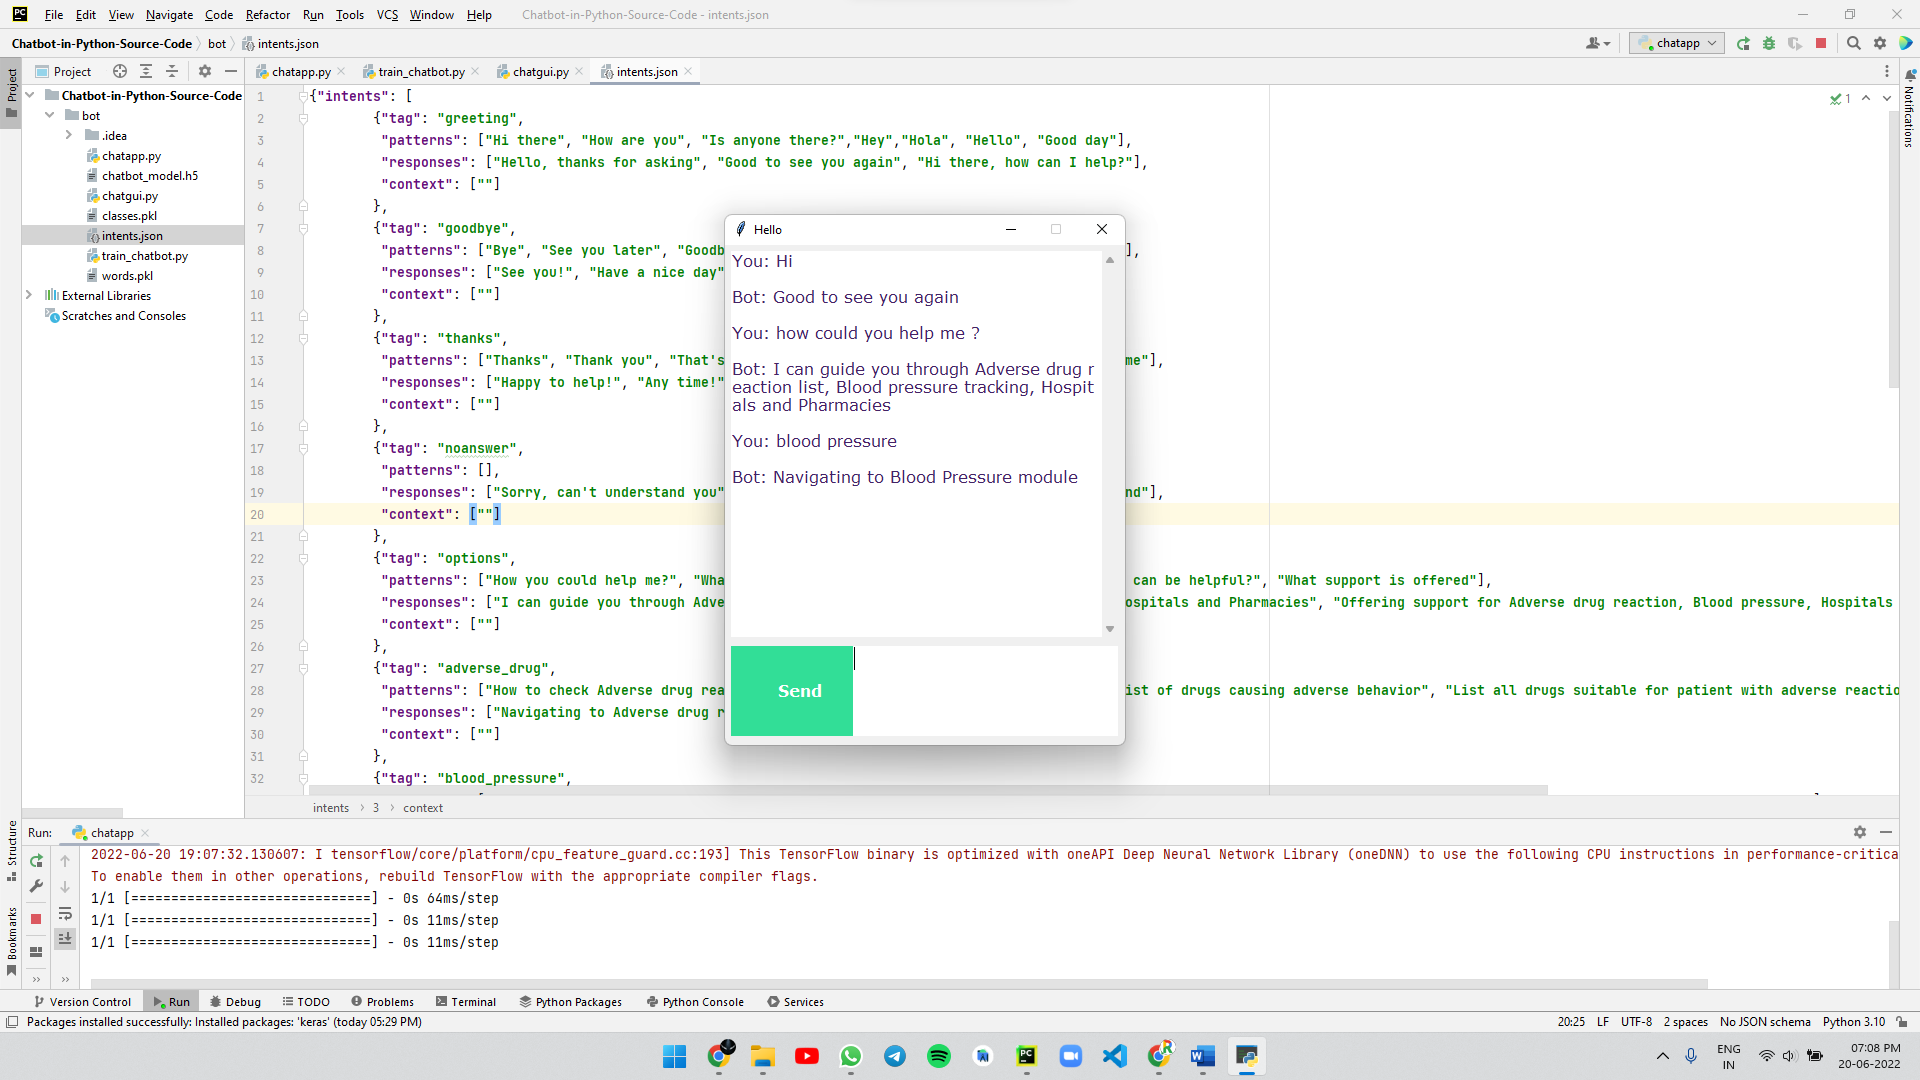 File Edit View Navigate Code Refactor Run Tools VCS Window Help Chatbot-in-Python-Source-Code - intents.json
Chatbot-in-Python-Source-Code bot intents.json chatapp
Project
Project
chatapp.py train_chatbot.py chatgui.py intents.json
Chatbot-in-Python-Source-Code
bot
.idea
chatapp.py
chatbot_model.h5
chatgui.py
classes.pkl
intents.json
train_chatbot.py
words.pkl
External Libraries
Scratches and Consoles
Structure
Bookmarks
Notifications
1
1 {"intents": [
2 {"tag": "greeting",
3 "patterns": ["Hi there", "How are you", "Is anyone there?","Hey","Hola", "Hello", "Good day"],
4 "responses": ["Hello, thanks for asking", "Good to see you again", "Hi there, how can I help?"],
5 "context": [""]
6 },
7 {"tag": "goodbye",
8 "patterns": ["Bye", "See you later", "Goodb ],
9 "responses": ["See you!", "Have a nice day"
10 "context": [""]
11 },
12 {"tag": "thanks",
13 "patterns": ["Thanks", "Thank you", "That's me"],
14 "responses": ["Happy to help!", "Any time!"
15 "context": [""]
16 },
17 {"tag": "noanswer",
18 "patterns": [],
19 "responses": ["Sorry, can't understand you" nd"],
20 "context": [""]
21 },
22 {"tag": "options",
23 "patterns": ["How you could help me?", "Wha can be helpful?", "What support is offered"],
24 "responses": ["I can guide you through Adve ospitals and Pharmacies", "Offering support for Adverse drug reaction, Blood pressure, Hospitals
25 "context": [""]
26 },
27 {"tag": "adverse_drug",
28 "patterns": ["How to check Adverse drug rea ist of drugs causing adverse behavior", "List all drugs suitable for patient with adverse reactio
29 "responses": ["Navigating to Adverse drug r
30 "context": [""]
31 },
32 {"tag": "blood_pressure",
intents 3 context
Hello
You: Hi
Bot: Good to see you again
You: how could you help me ?
Bot: I can guide you through Adverse drug r
eaction list, Blood pressure tracking, Hospit
als and Pharmacies
You: blood pressure
Bot: Navigating to Blood Pressure module
Send
Run: chatapp
2022-06-20 19:07:32.130607: I tensorflow/core/platform/cpu_feature_guard.cc:193] This TensorFlow binary is optimized with oneAPI Deep Neural Network Library (oneDNN) to use the following CPU instructions in performance-critica
To enable them in other operations, rebuild TensorFlow with the appropriate compiler flags.
1/1 [==============================] - 0s 64ms/step
1/1 [==============================] - 0s 11ms/step
1/1 [==============================] - 0s 11ms/step
Version Control Run Debug TODO Problems Terminal Python Packages Python Console Services
Packages installed successfully: Installed packages: 'keras' (today 05:29 PM) 20:25 LF UTF-8 2 spaces No JSON schema Python 3.10
ENG
IN
07:08 PM
20-06-2022